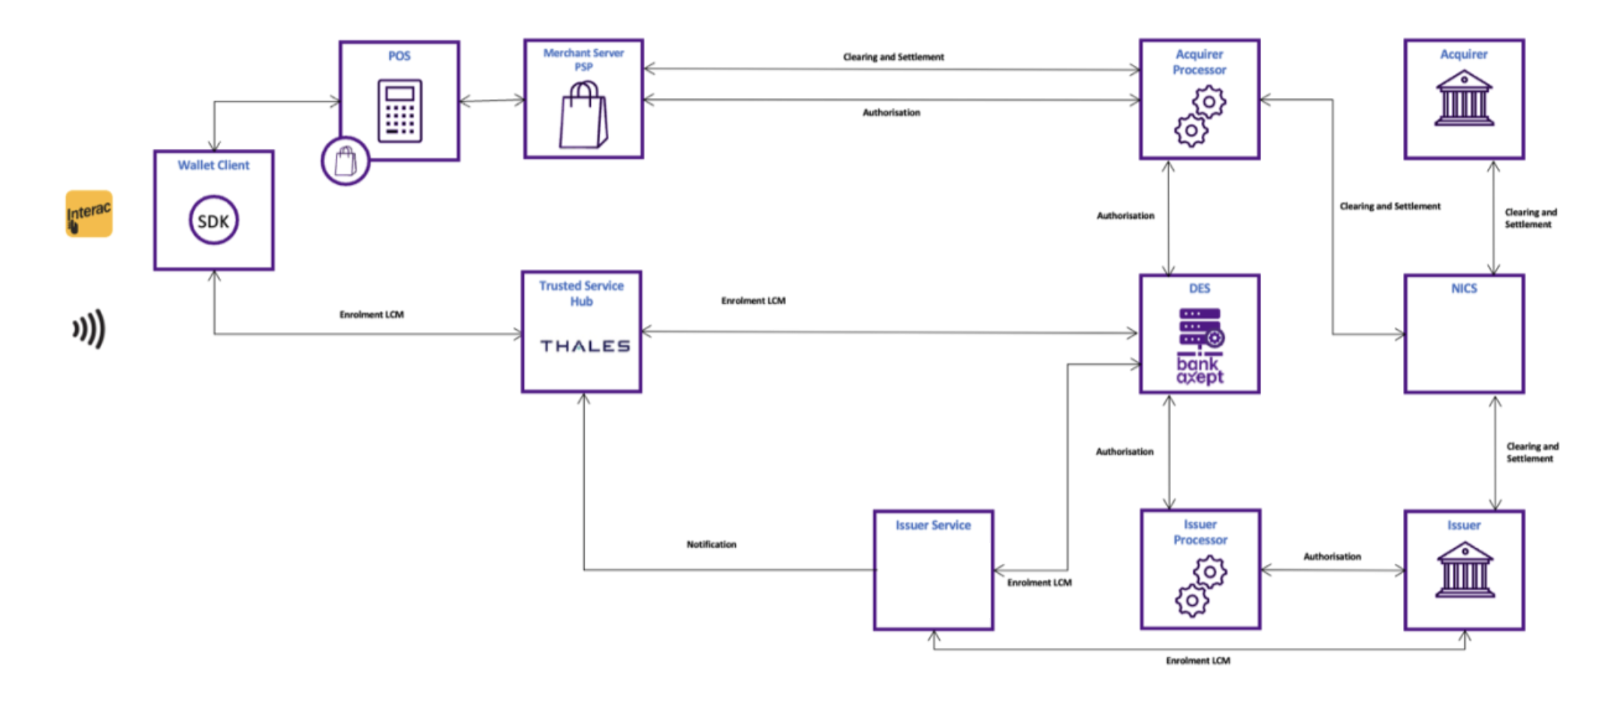 POS
Merchant Server
PSP
Clearing and Settlement
Authorisation
Acquirer
Processor
Acquirer
Wallet Client
SDK
Interac
Authorisation
Clearing and Settlement
Clearing and
Settlement
Enrolment LCM
Trusted Service
Hub
THALES
Enrolment LCM
DES
bank
axept
NICS
Authorisation
Clearing and
Settlement
Notification
Issuer Service
Enrolment LCM
Issuer
Processor
Authorisation
Issuer
Enrolment LCM